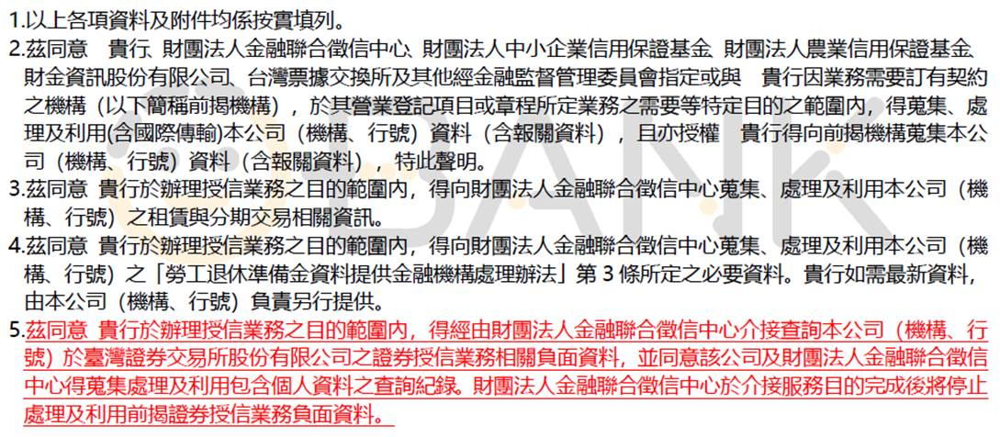 1.以上各項資料及附件均係按實填列。
2.茲同意　貴行、財團法人金融聯合徵信中心、財團法人中小企業信用保證基金、財團法人農業信用保證基金、
財金資訊股份有限公司、台灣票據交換所及其他經金融監督管理委員會指定或與　貴行因業務需要訂有契約
之機構（以下簡稱前揭機構），於其營業登記項目或章程所定業務之需要等特定目的之範圍內，得蒐集、處
理及利用(含國際傳輸)本公司（機構、行號）資料（含報關資料），且亦授權　貴行得向前揭機構蒐集本公
司（機構、行號）資料（含報關資料），特此聲明。
3.茲同意 貴行於辦理授信業務之目的範圍內，得向財團法人金融聯合徵信中心蒐集、處理及利用本公司（機
構、行號）之租賃與分期交易相關資訊。
4.茲同意 貴行於辦理授信業務之目的範圍內，得向財團法人金融聯合徵信中心蒐集、處理及利用本公司（機
構、行號）之「勞工退休準備金資料提供金融機構處理辦法」第 3 條所定之必要資料。貴行如需最新資料，
由本公司（機構、行號）負責另行提供。
5.茲同意 貴行於辦理授信業務之目的範圍內，得經由財團法人金融聯合徵信中心介接查詢本公司（機構、行
號）於臺灣證券交易所股份有限公司之證券授信業務相關負面資料，並同意該公司及財團法人金融聯合徵信
中心得蒐集處理及利用包含個人資料之查詢紀錄。財團法人金融聯合徵信中心於介接服務目的完成後將停止
處理及利用前揭證券授信業務負面資料。
BANK